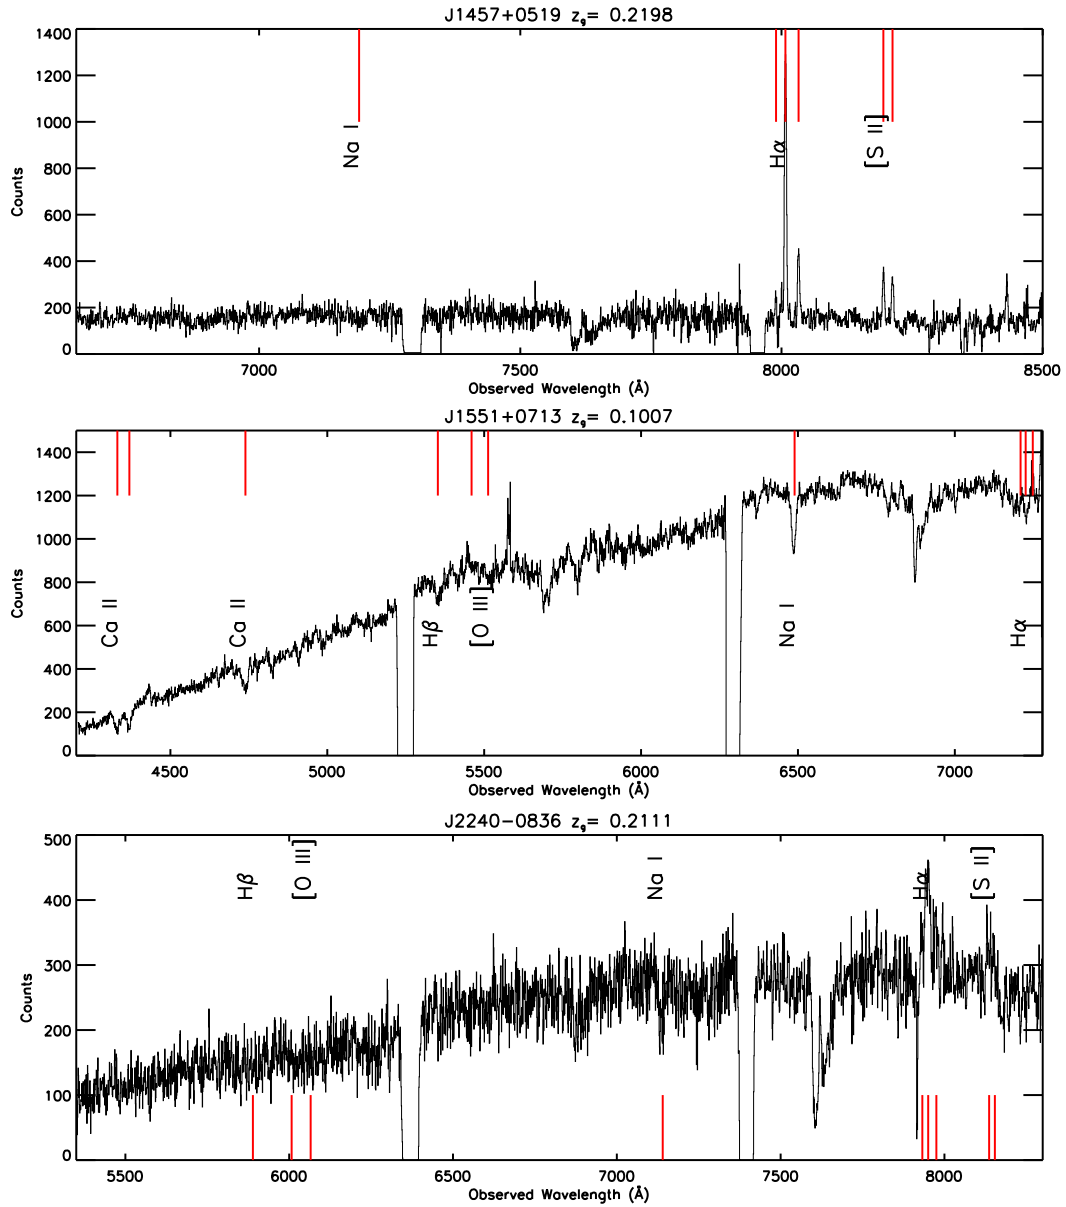 J1457+0519 z_g= 0.2198
1400
1200
1000
800
600
400
200
0
Counts
Na I
Hα
[S II]
7000 7500 8000 8500
Observed Wavelength (Å)
J1551+0713 z_g= 0.1007
1400
1200
1000
800
600
400
200
0
Counts
Ca II
Ca II
Hβ
[O III]
Na I
Hα
4500 5000 5500 6000 6500 7000
Observed Wavelength (Å)
J2240−0836 z_g= 0.2111
500
400
300
200
100
0
Counts
Hβ
[O III]
Na I
Hα
[S II]
5500 6000 6500 7000 7500 8000
Observed Wavelength (Å)